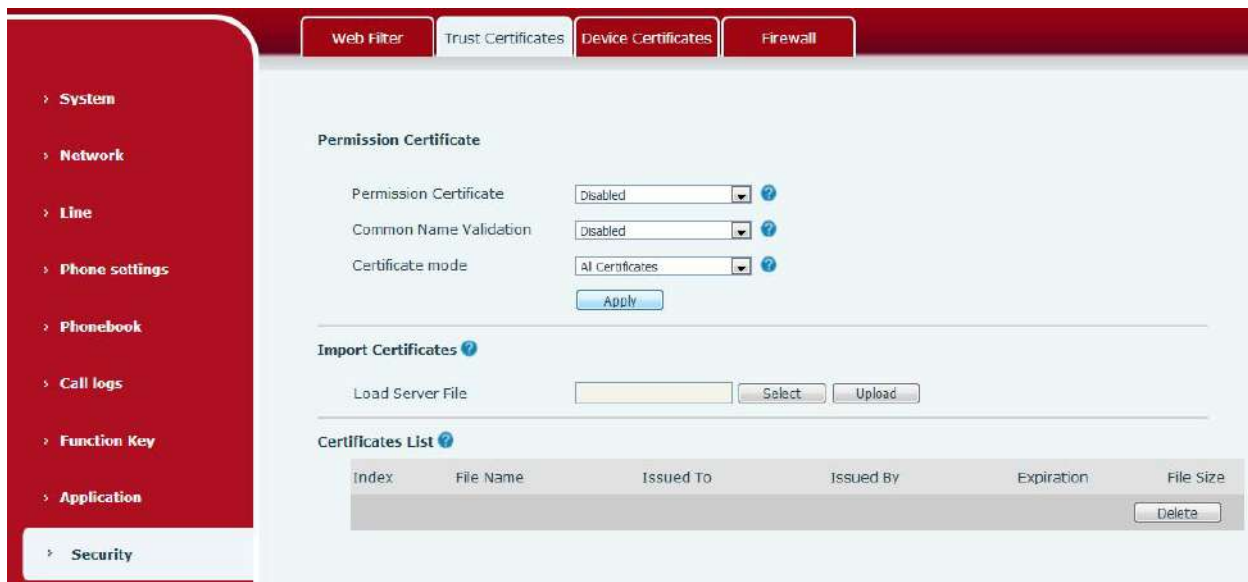 Web Filter
Trust Certificates
Device Certificates
Firewall
› System
› Network
› Line
› Phone settings
› Phonebook
› Call logs
› Function Key
› Application
› Security
Permission Certificate
Permission Certificate Disabled
Common Name Validation Disabled
Certificate mode All Certificates
Apply
Import Certificates
Load Server File Select Upload
Certificates List
Index File Name Issued To Issued By Expiration File Size
Delete